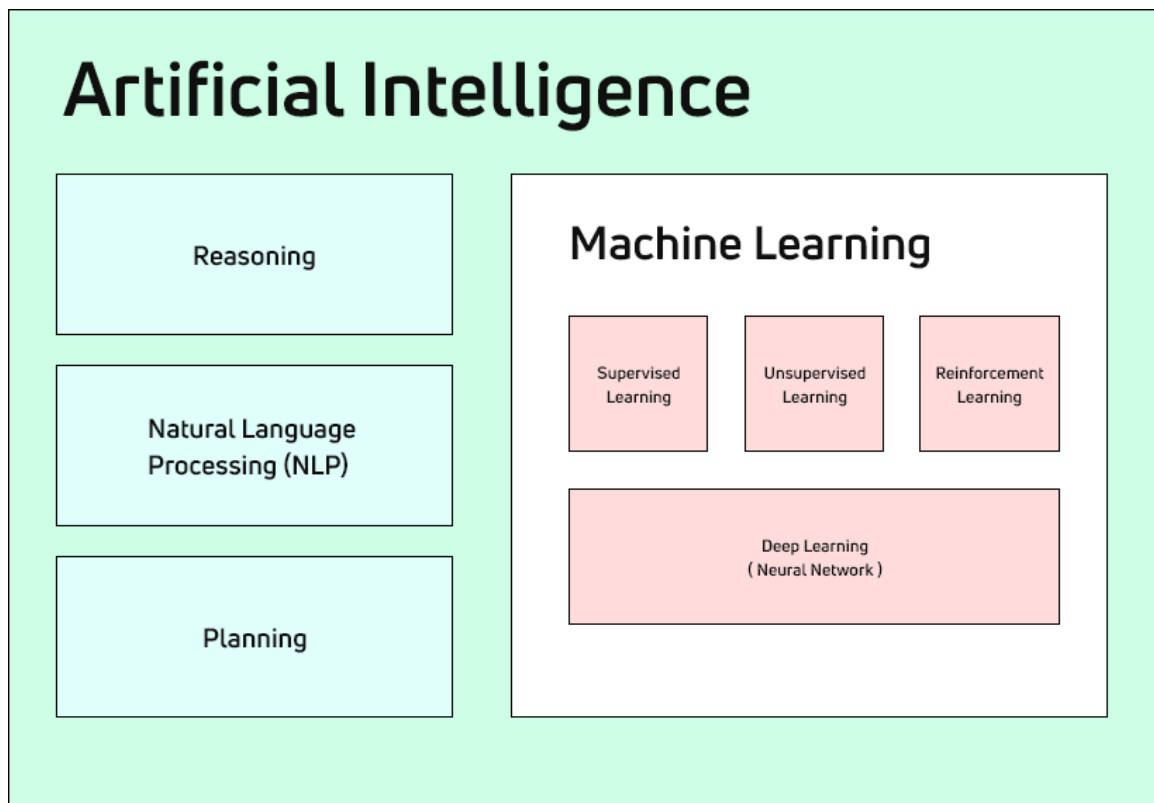 Artificial Intelligence
Reasoning
Natural Language
Processing (NLP)
Planning
Machine Learning
Supervised
Learning
Unsupervised
Learning
Reinforcement
Learning
Deep Learning
( Neural Network )